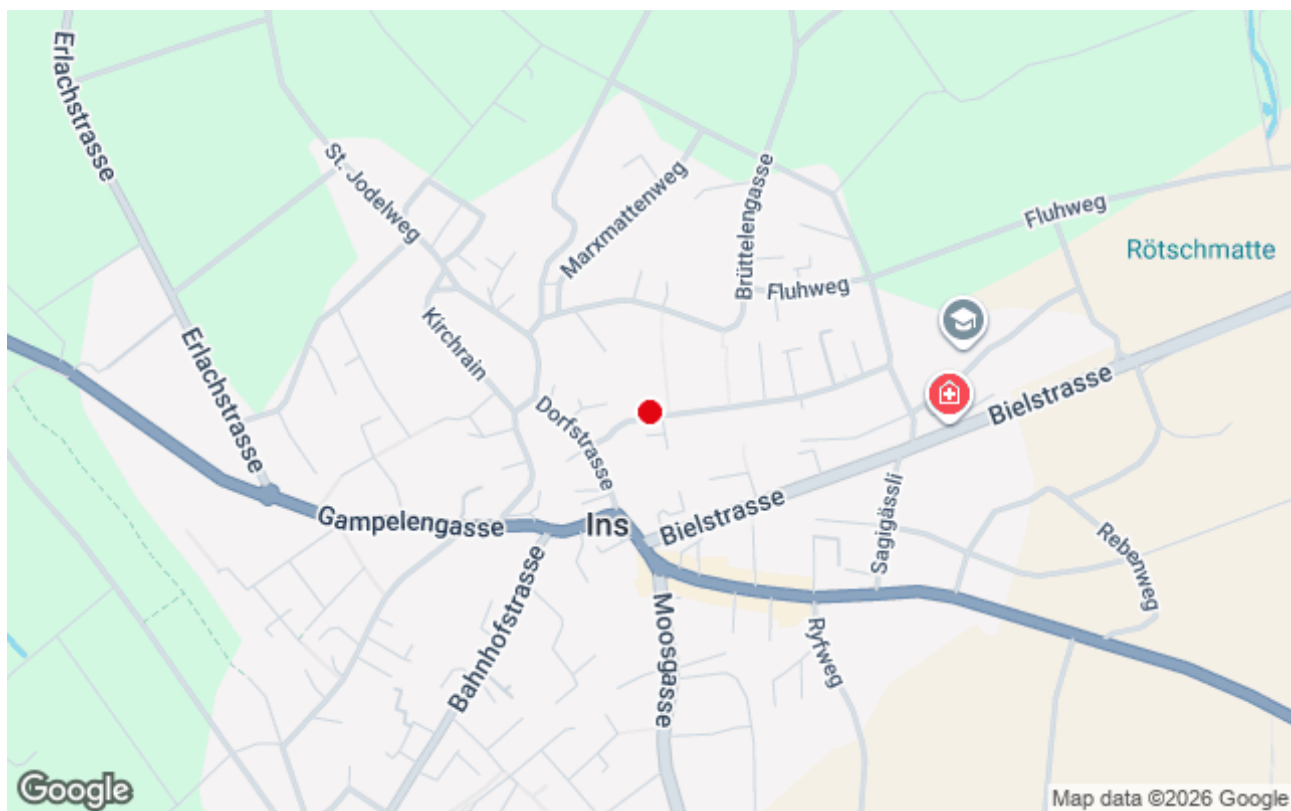 Erlachstrasse
St. Jodelweg
Marxmattenweg
Brüttelengasse
Fluhweg
Rötschmatte
Fluhweg
Erlachstrasse
Kirchrain
Dorfstrasse
Bielstrasse
Gampelengasse
Ins
Bielstrasse
Sagigässli
Rebenweg
Bahnhofstrasse
Moosgasse
Ryfweg
Google
Map data ©2026 Google